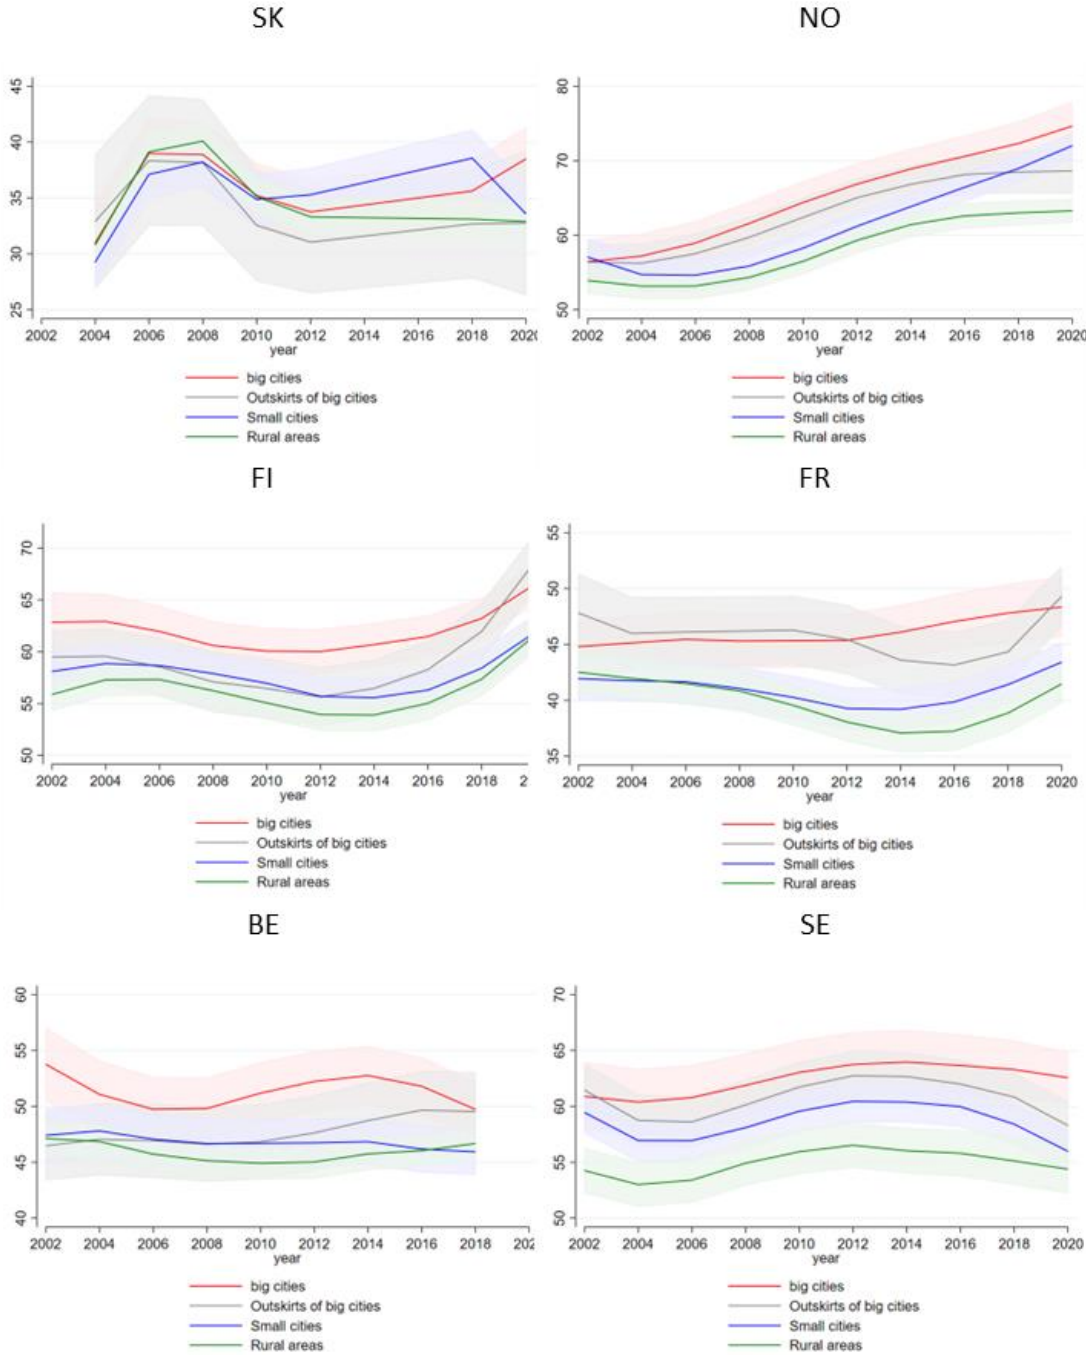 SK
45
40
35
30
25
2002 2004 2006 2008 2010 2012 2014 2016 2018 2020
year
big cities
Outskirts of big cities
Small cities
Rural areas
NO
80
70
60
50
2002 2004 2006 2008 2010 2012 2014 2016 2018 2020
year
big cities
Outskirts of big cities
Small cities
Rural areas
FI
70
65
60
55
50
2002 2004 2006 2008 2010 2012 2014 2016 2018 2
year
big cities
Outskirts of big cities
Small cities
Rural areas
FR
55
50
45
40
35
2002 2004 2006 2008 2010 2012 2014 2016 2018 2020
year
big cities
Outskirts of big cities
Small cities
Rural areas
BE
60
55
50
45
40
2002 2004 2006 2008 2010 2012 2014 2016 2018 202
year
big cities
Outskirts of big cities
Small cities
Rural areas
SE
70
65
60
55
50
2002 2004 2006 2008 2010 2012 2014 2016 2018 2020
year
big cities
Outskirts of big cities
Small cities
Rural areas